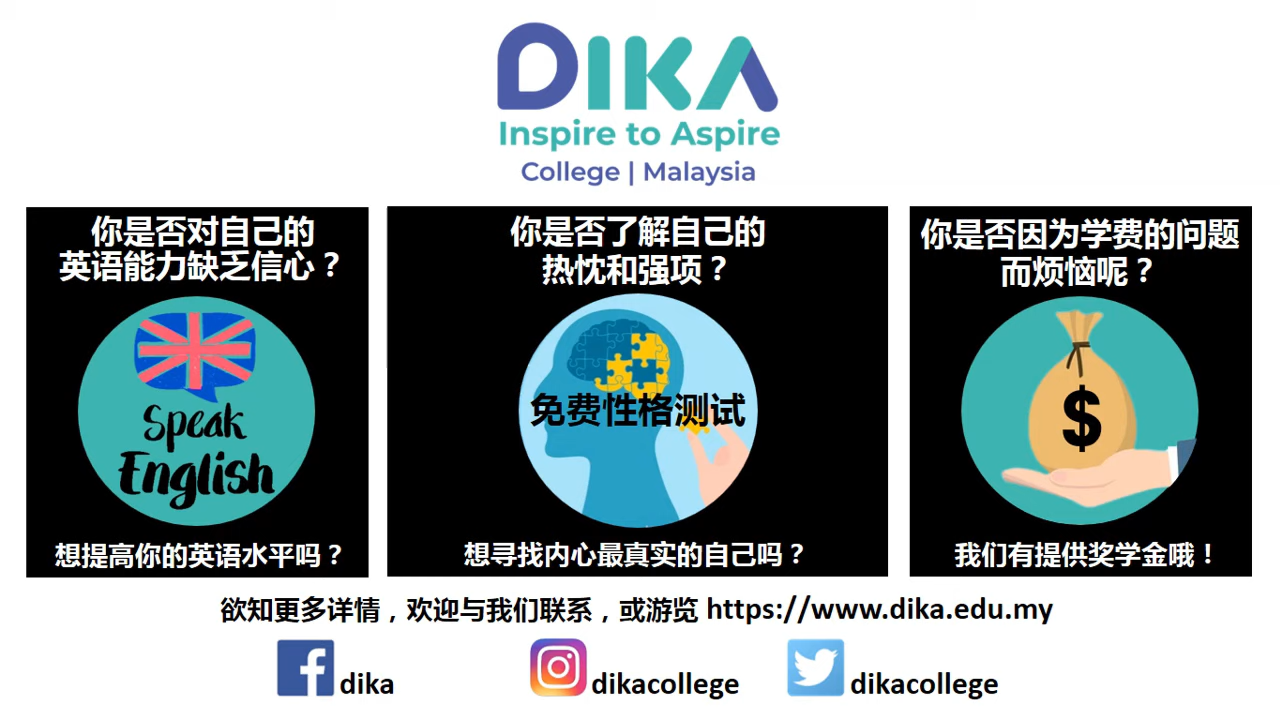 DIKA
Inspire to Aspire
College | Malaysia
你是否对自己的
英语能力缺乏信心？
Speak
English
想提高你的英语水平吗？
你是否了解自己的
热忱和强项？
免费性格测试
想寻找内心最真实的自己吗？
你是否因为学费的问题
而烦恼呢？
$
我们有提供奖学金哦！
欲知更多详情，欢迎与我们联系，或游览 https://www.dika.edu.my
dika
dikacollege
dikacollege